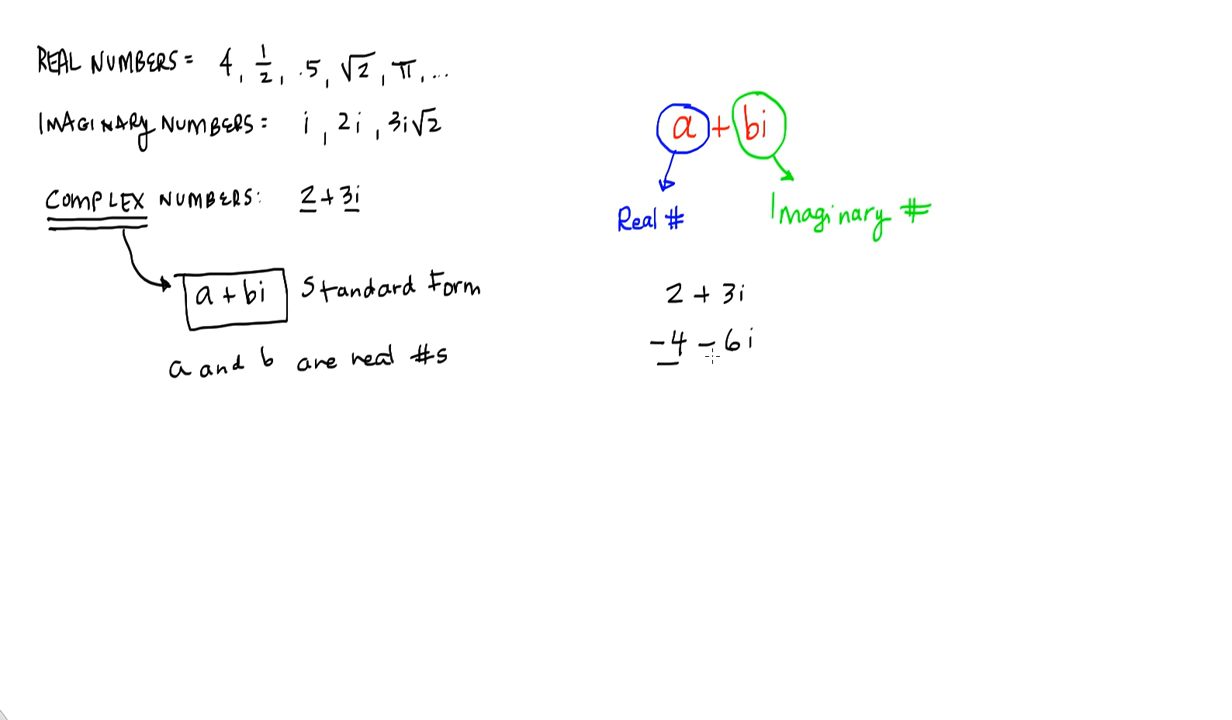 REAL NUMBERS = 4, 1/2, .5, √2, π, ...
IMAGINARY NUMBERS: i, 2i, 3i√2
COMPLEX NUMBERS: 2 + 3i
a + bi Standard Form
a and b are real #s
a + bi
Real # Imaginary #
2 + 3i
-4 - 6i